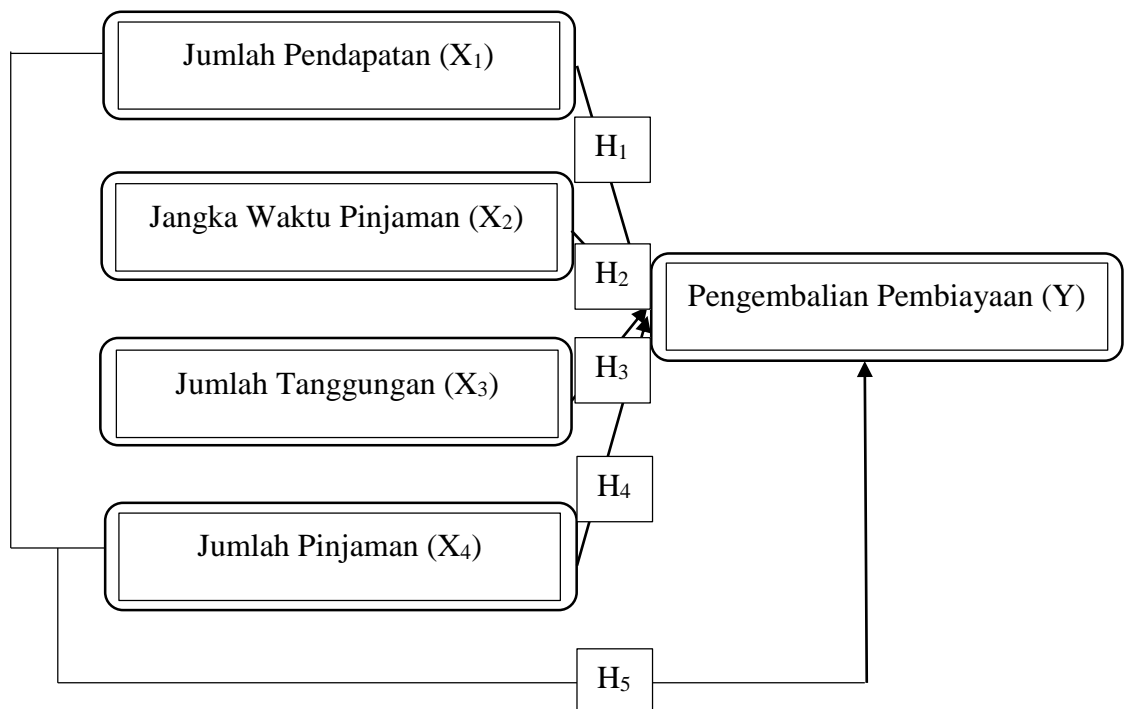 Jumlah Pendapatan (X₁)
H₁
Jangka Waktu Pinjaman (X₂)
H₂
Pengembalian Pembiayaan (Y)
Jumlah Tanggungan (X₃)
H₃
H₄
Jumlah Pinjaman (X₄)
H₅